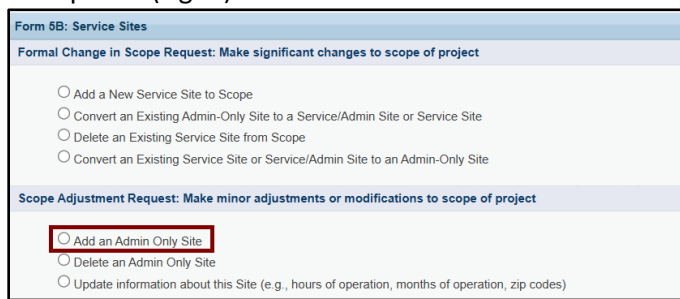 Form 5B: Service Sites
Formal Change in Scope Request: Make significant changes to scope of project
Add a New Service Site to Scope
Convert an Existing Admin-Only Site to a Service/Admin Site or Service Site
Delete an Existing Service Site from Scope
Convert an Existing Service Site or Service/Admin Site to an Admin-Only Site
Scope Adjustment Request: Make minor adjustments or modifications to scope of project
Add an Admin Only Site
Delete an Admin Only Site
Update information about this Site (e.g., hours of operation, months of operation, zip codes)